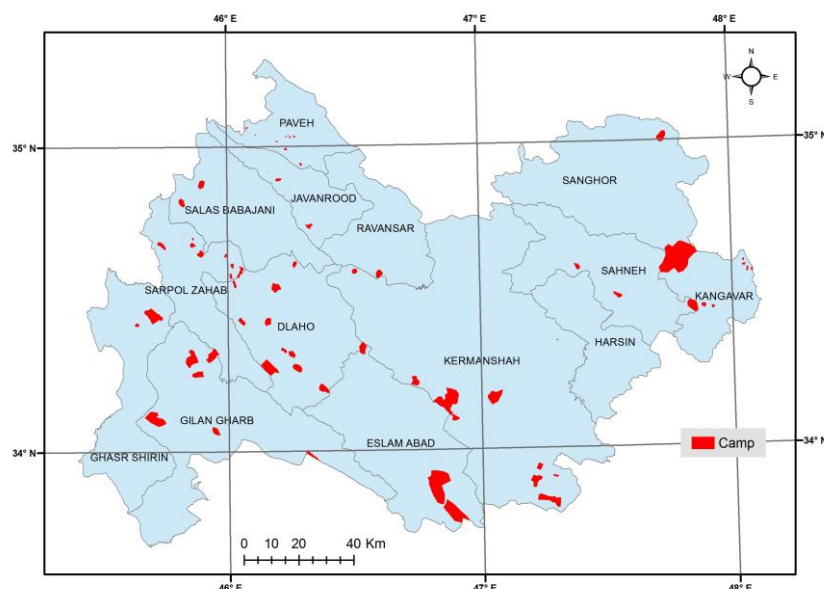 46° E
47° E
48° E
N
W E
S
PAVEH
35° N
35° N
SANGHOR
JAVANROOD
SALAS BABAJANI
RAVANSAR
SAHNEH
SARPOL ZAHAB
KANGAVAR
DLAHO
HARSIN
KERMANSHAH
GILAN GHARB
ESLAM ABAD
Camp
34° N
34° N
GHASR SHIRIN
0 10 20 40 Km
46° E
47° E
48° E